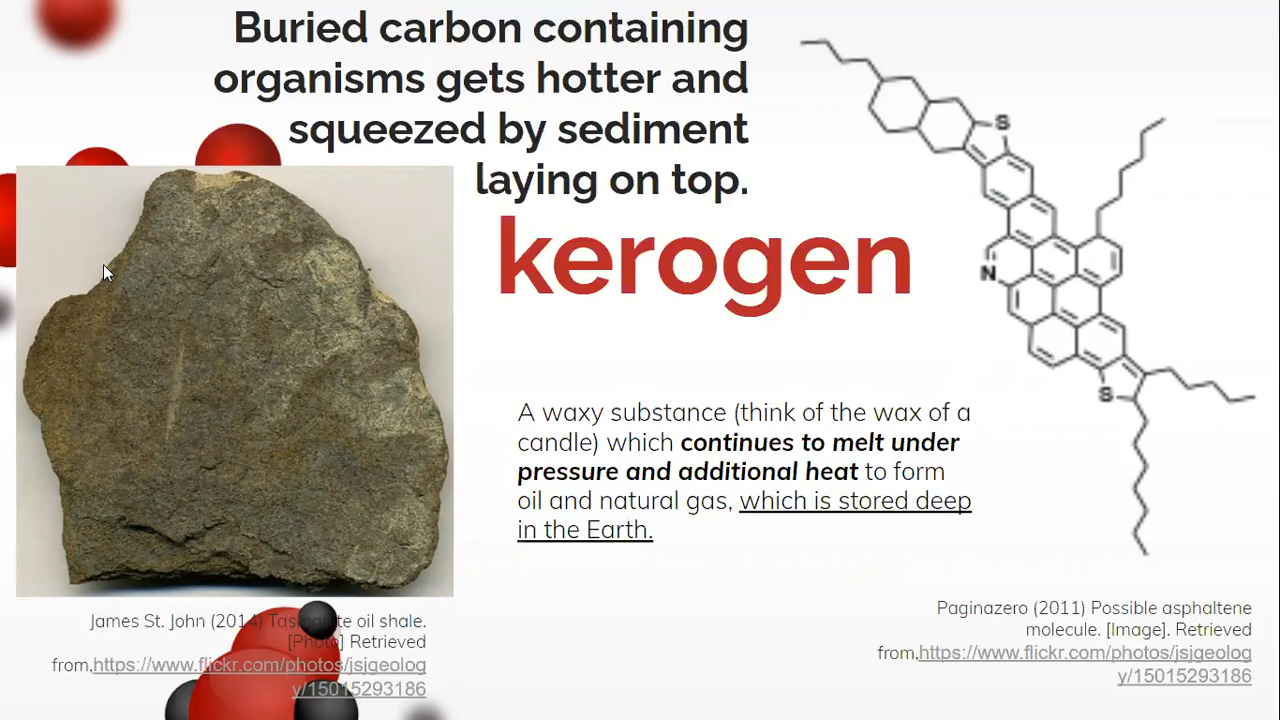 Buried carbon containing
organisms gets hotter and
squeezed by sediment
laying on top.
kerogen
S
N
S
A waxy substance (think of the wax of a
candle) which continues to melt under
pressure and additional heat to form
oil and natural gas, which is stored deep
in the Earth.
James St. John (2014) Tasmanite oil shale.
[Photo] Retrieved
from,https://www.flickr.com/photos/jsjgeolog
y/15015293186
Paginazero (2011) Possible asphaltene
molecule. [Image]. Retrieved
from.https://www.flickr.com/photos/jsjgeolog
y/15015293186